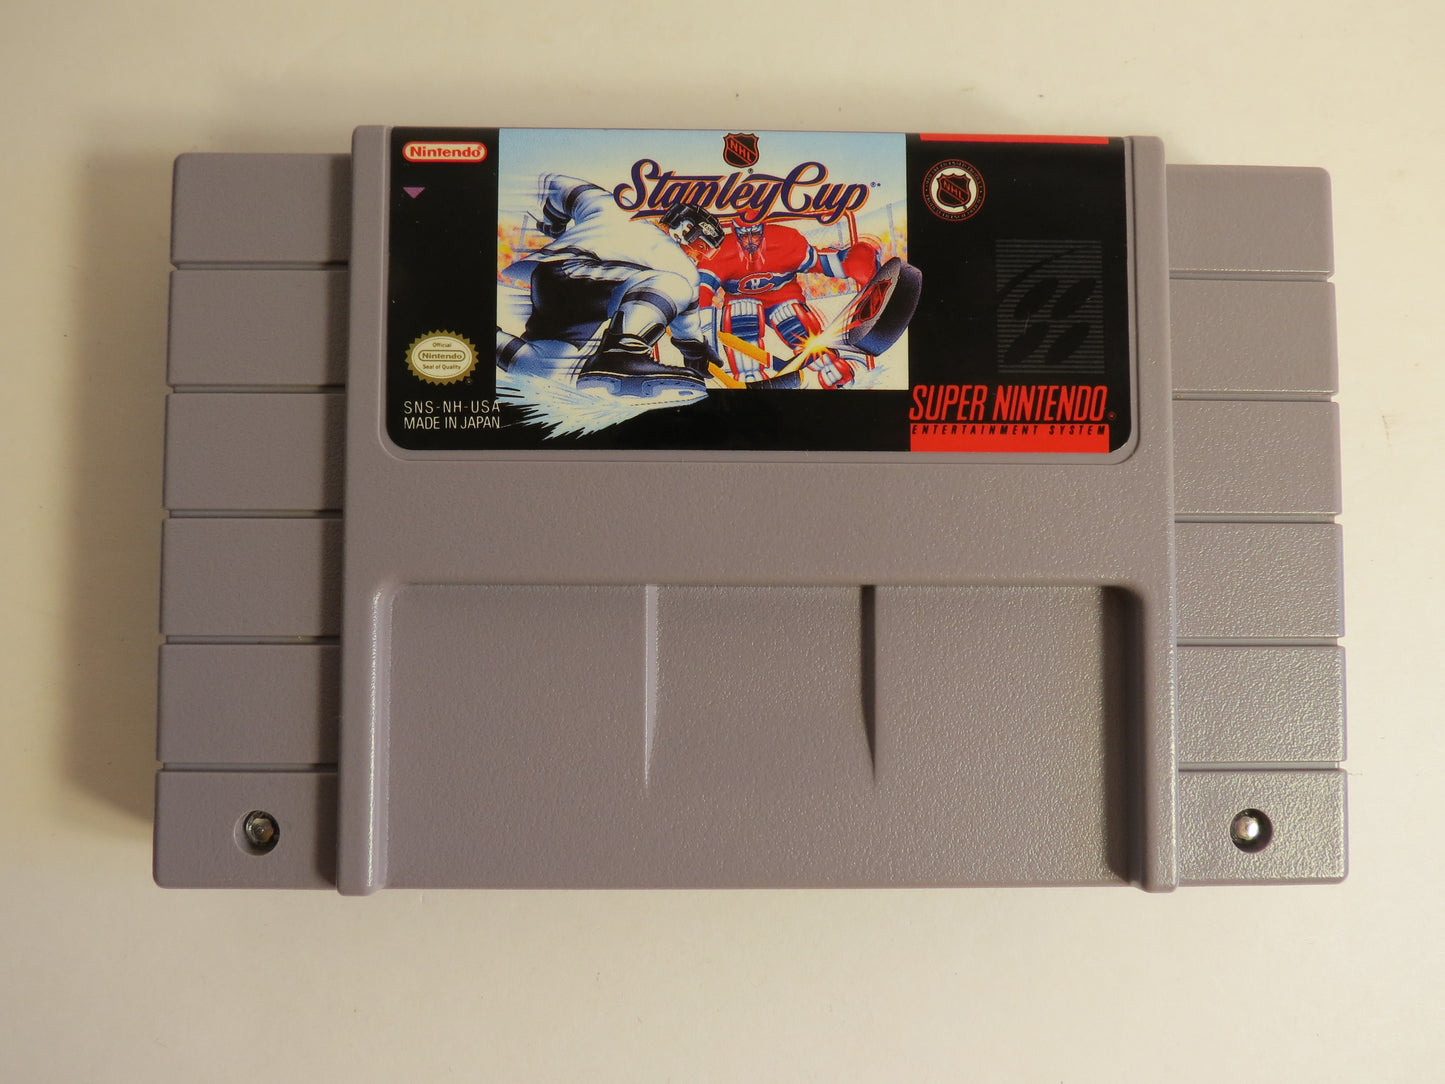 Nintendo®
NHL
®
Stanley Cup®*
NHL
Official
Nintendo
Seal of Quality
SNS-NH-USA
MADE IN JAPAN
SUPER NINTENDO®
ENTERTAINMENT SYSTEM